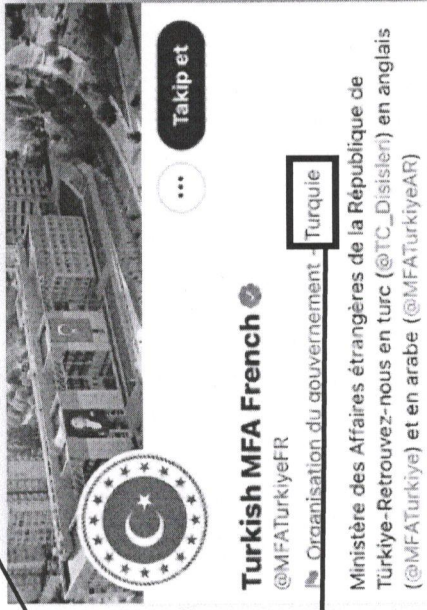 Takip et
Turkish MFA French
@MFATurkiyeFR
Organisation du gouvernement - Turquie
Ministère des Affaires étrangères de la République de
Türkiye-Retrouvez-nous en turc (@TC_Disisleri) en anglais
(@MFATurkiye) et en arabe (@MFATurkiyeAR)